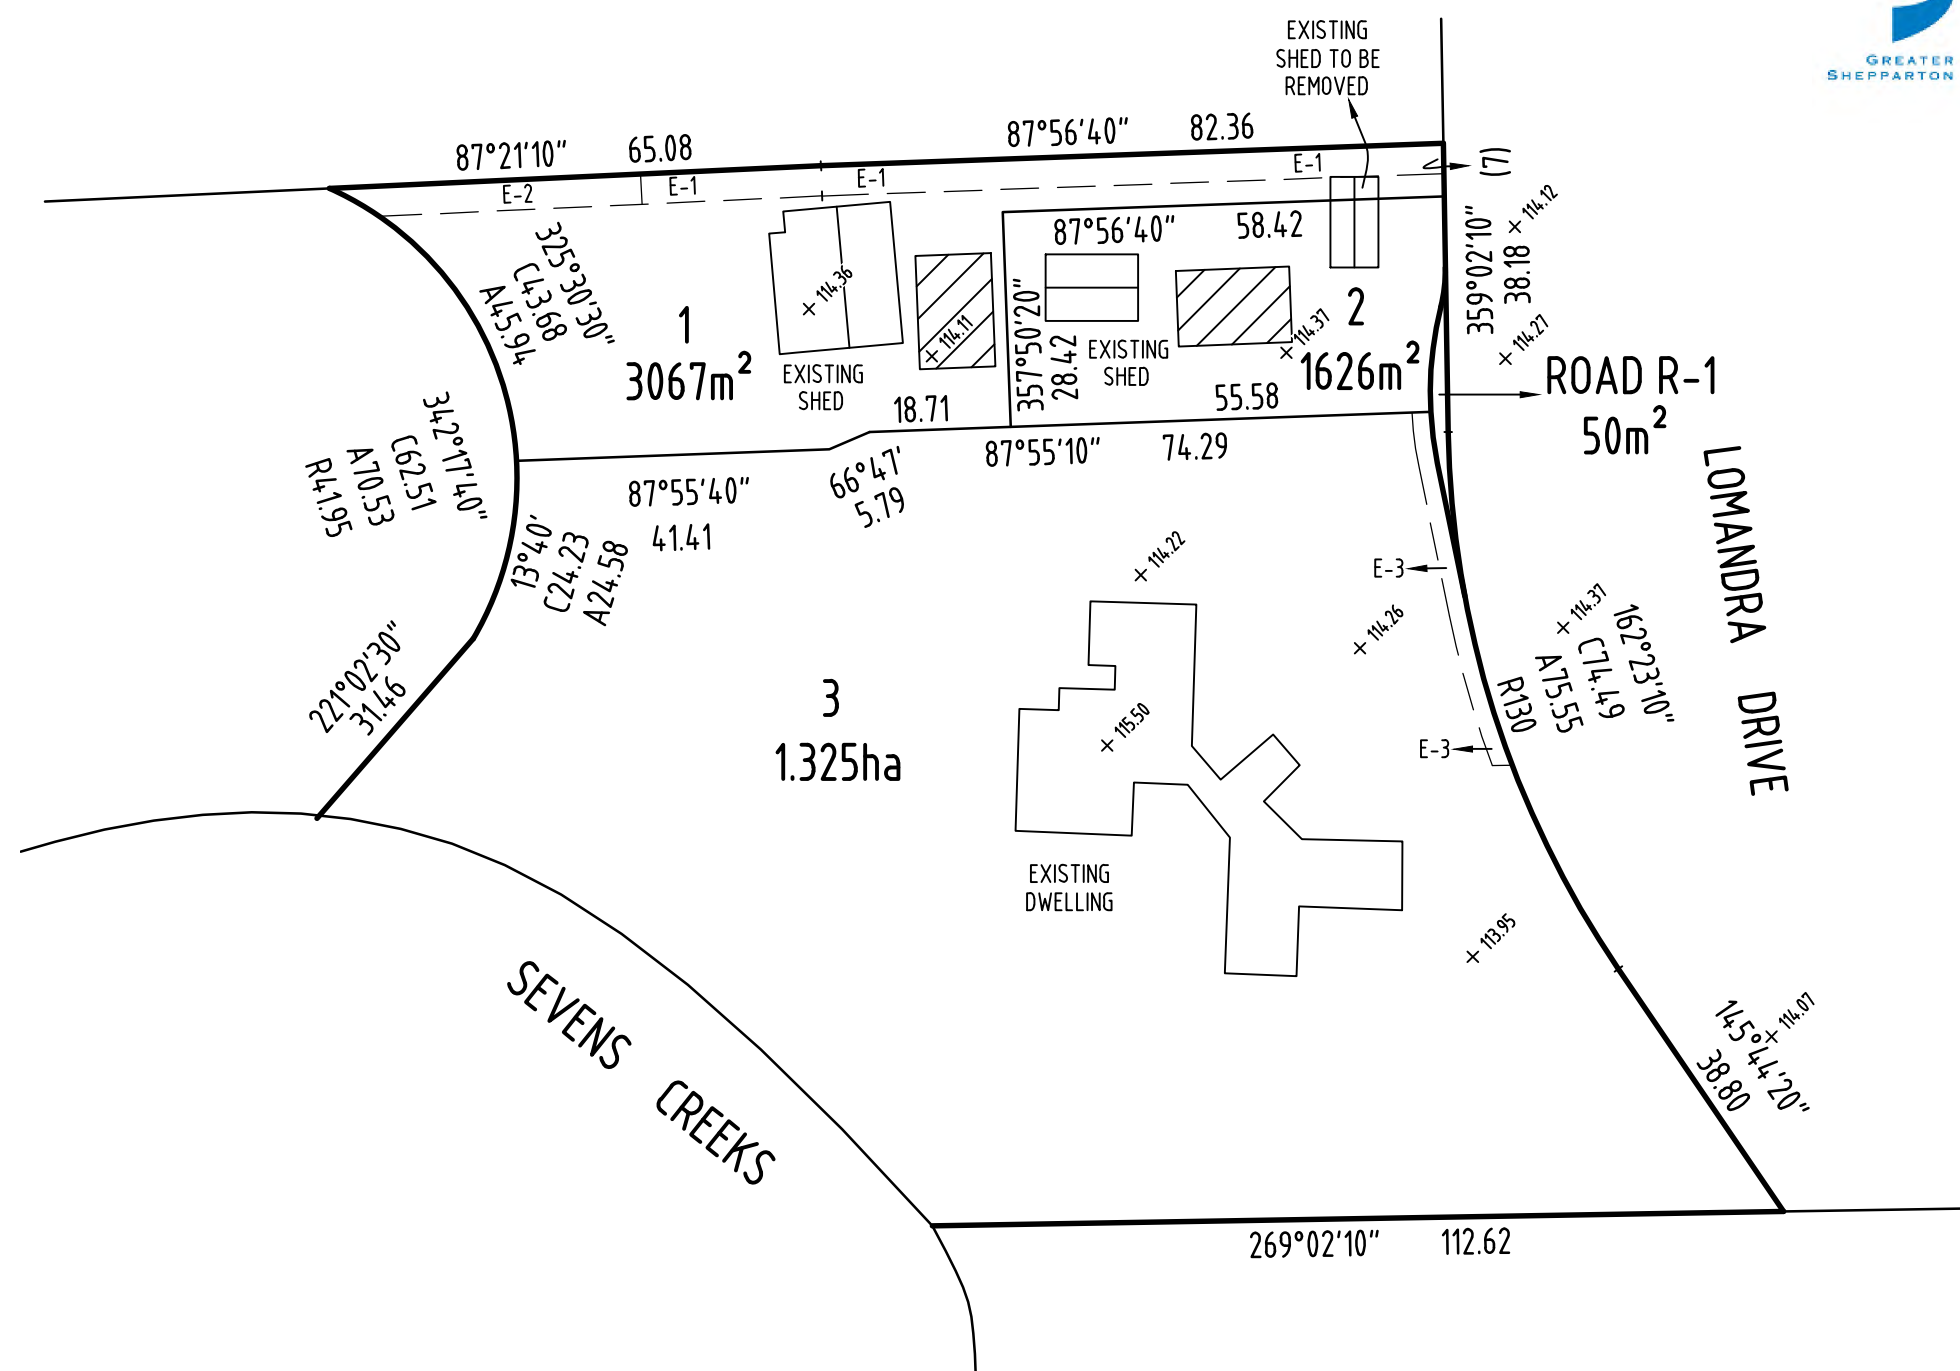 GREATER
SHEPPARTON
EXISTING
SHED TO BE
REMOVED
87°21'10"
65.08
87°56'40"
82.36
(7)
E-2
E-1
E-1
E-1
325°30'30"
C43.68
A45.94
87°56'40"
58.42
359°02'10"
38.18
114.12
114.36
114.11
114.37
114.27
1
3067m²
EXISTING
SHED
357°50'20"
28.42
EXISTING
SHED
2
1626m²
ROAD R-1
50m²
18.71
55.58
87°55'10"
74.29
342°17'40"
C62.51
A70.53
R41.95
87°55'40"
41.41
66°47'
5.79
13°40'
C24.23
A24.58
LOMANDRA DRIVE
114.22
E-3
114.26
114.37
162°23'10"
C74.49
A75.55
R130
221°02'30"
31.46
3
1.325ha
115.50
E-3
EXISTING
DWELLING
113.95
SEVENS CREEKS
114.07
145°44'20"
38.80
269°02'10"
112.62